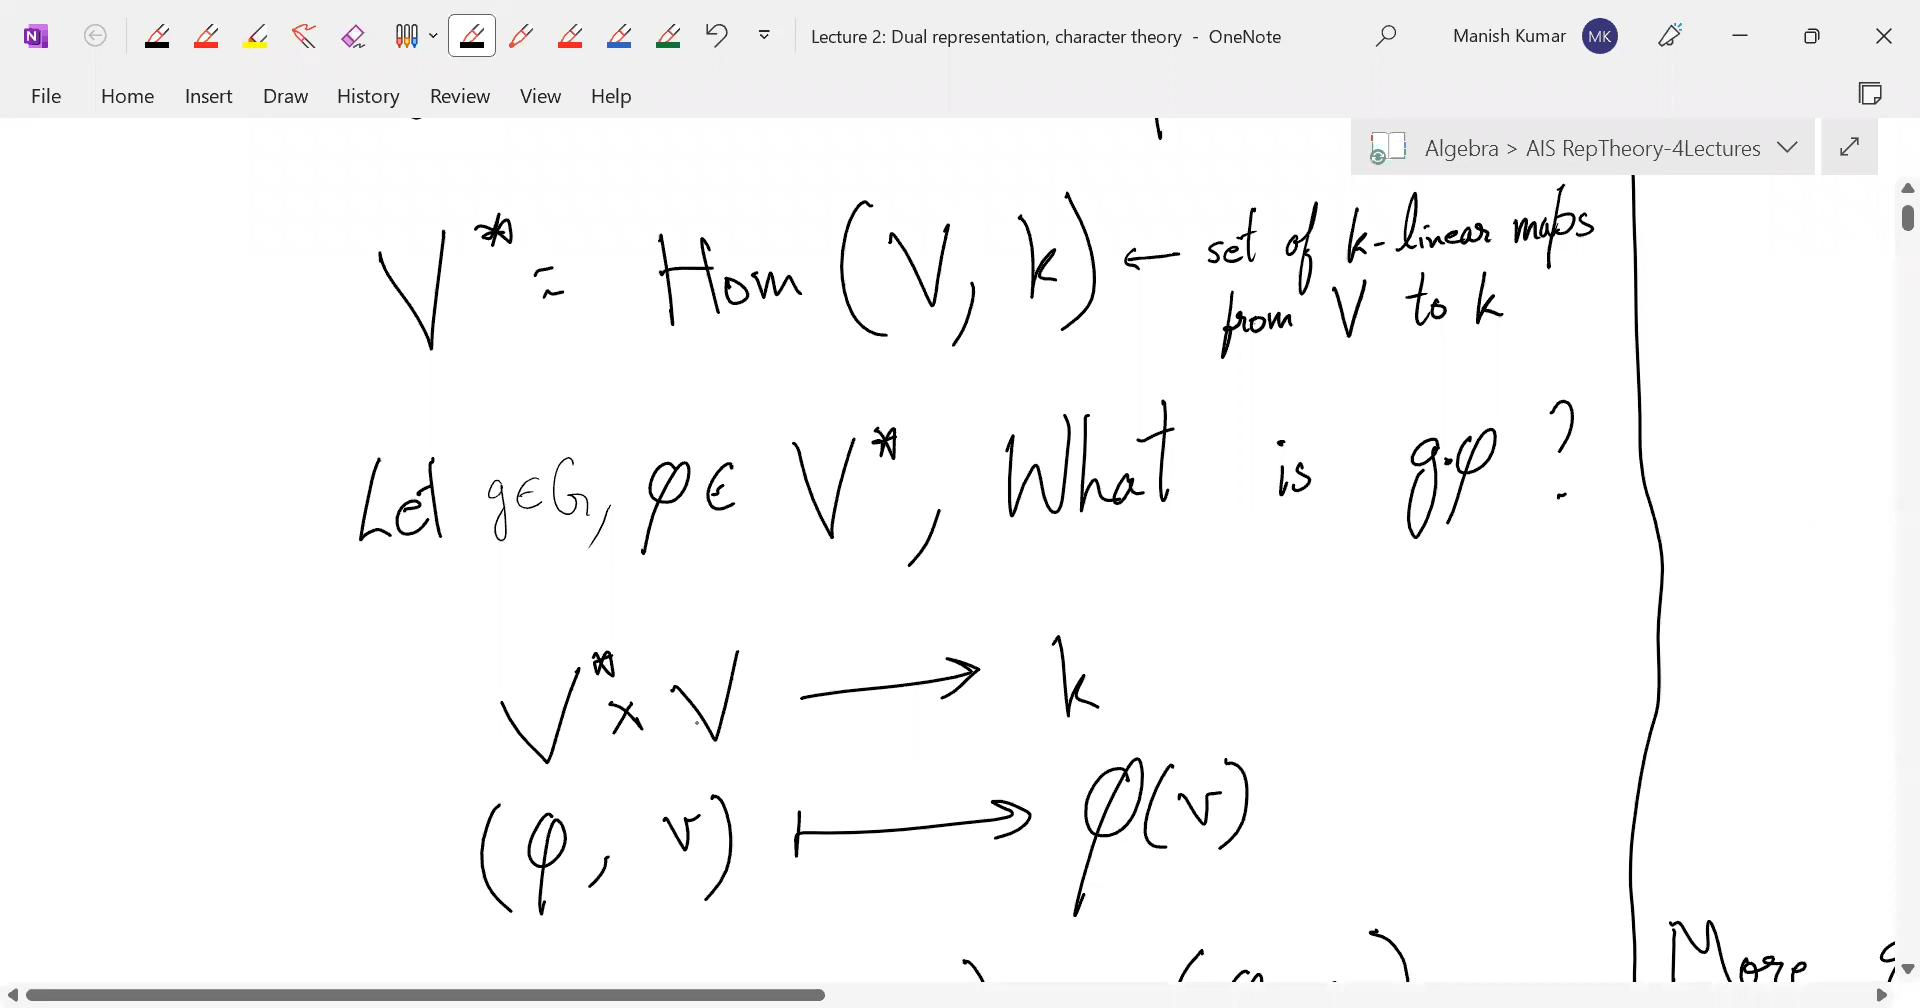 Lecture 2: Dual representation, character theory - OneNote
Manish Kumar MK
File Home Insert Draw History Review View Help
Algebra > AIS RepTheory-4Lectures
V* = Hom (V, k) ← set of k-linear maps
from V to k
Let g∈G, φ∈ V*, What is g·φ ?
V* × V → k
(φ, v) ↦ φ(v)
More